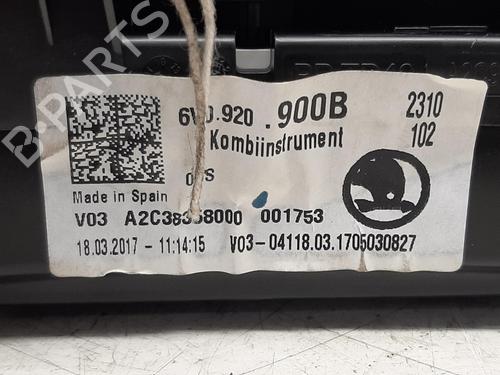 6V0.920 .900B 2310
Kombiinstrument 102
Made in Spain
V03 A2C38358000 001753
18.03.2017 - 11:14:15 V03-04118.03.1705030827
B-PARTS